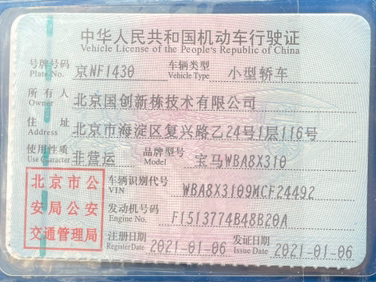 中华人民共和国机动车行驶证
Vehicle License of the People's Republic of China
号牌号码 京NF1430 车辆类型 小型轿车
Plate No. Vehicle Type
所有人 北京国创新栋技术有限公司
Owner
住址 北京市海淀区复兴路乙24号1层116号
Address
使用性质 非营运 品牌型号 宝马WBA8X310
Use Character Model
北京市公 车辆识别代号 WBA8X3109MCF24492
VIN
安局公安 发动机号码 F1513774B48B20A
Engine No.
交通管理局 注册日期 2021-01-06 发证日期 2021-01-06
Register Date Issue Date